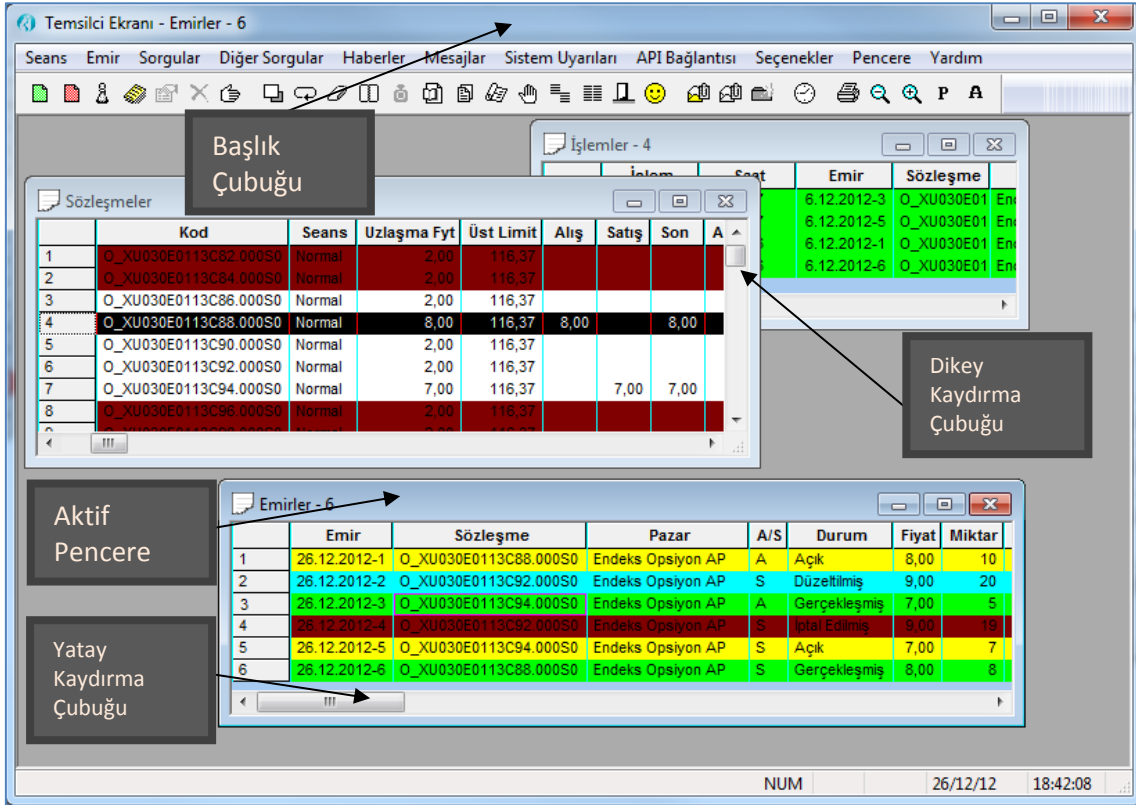 Temsilci Ekranı - Emirler - 6
Seans Emir Sorgular Diğer Sorgular Haberler Mesajlar Sistem Uyarıları API Bağlantısı Seçenekler Pencere Yardım
P A
Başlık
Çubuğu
İşlemler - 4
Emir Sözleşme
6.12.2012-3 O_XU030E01
6.12.2012-5 O_XU030E01
6.12.2012-1 O_XU030E01
6.12.2012-6 O_XU030E01
Sözleşmeler
Kod Seans Uzlaşma Fyt Üst Limit Alış Satış Son A
1 O_XU030E0113C82.000S0 Normal 2,00 116,37
2 O_XU030E0113C84.000S0 Normal 2,00 116,37
3 O_XU030E0113C86.000S0 Normal 2,00 116,37
4 O_XU030E0113C88.000S0 Normal 8,00 116,37 8,00 8,00
5 O_XU030E0113C90.000S0 Normal 2,00 116,37
6 O_XU030E0113C92.000S0 Normal 2,00 116,37
7 O_XU030E0113C94.000S0 Normal 7,00 116,37 7,00 7,00
8 O_XU030E0113C96.000S0 Normal 2,00 116,37
Dikey
Kaydırma
Çubuğu
Aktif
Pencere
Emirler - 6
Emir Sözleşme Pazar A/S Durum Fiyat Miktar
1 26.12.2012-1 O_XU030E0113C88.000S0 Endeks Opsiyon AP A Açık 8,00 10
2 26.12.2012-2 O_XU030E0113C92.000S0 Endeks Opsiyon AP S Düzeltilmiş 9,00 20
3 26.12.2012-3 O_XU030E0113C94.000S0 Endeks Opsiyon AP A Gerçekleşmiş 7,00 5
4 26.12.2012-4 O_XU030E0113C92.000S0 Endeks Opsiyon AP S İptal Edilmiş 9,00 19
5 26.12.2012-5 O_XU030E0113C94.000S0 Endeks Opsiyon AP S Açık 7,00 7
6 26.12.2012-6 O_XU030E0113C88.000S0 Endeks Opsiyon AP S Gerçekleşmiş 8,00 8
Yatay
Kaydırma
Çubuğu
NUM 26/12/12 18:42:08